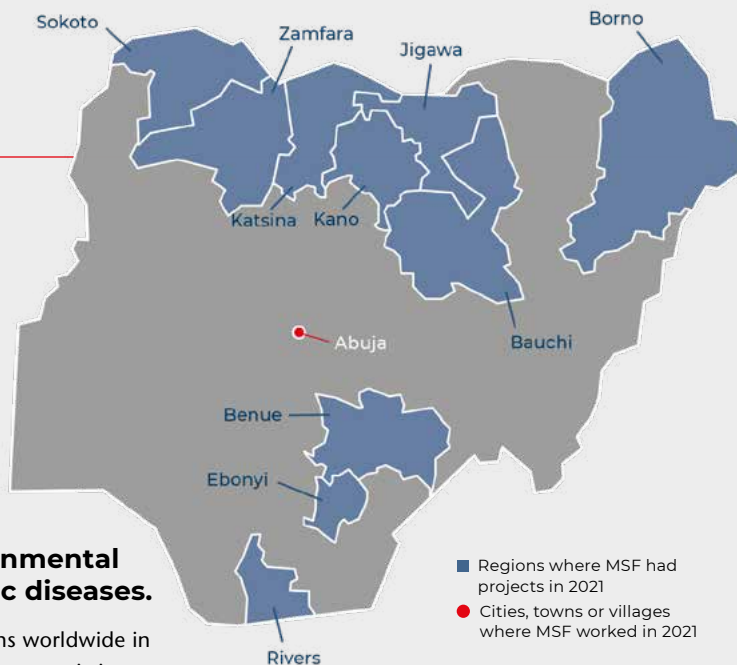 Sokoto
Zamfara
Jigawa
Borno
Katsina
Kano
Abuja
Bauchi
Benue
Ebonyi
nmental
c diseases.
Regions where MSF had
projects in 2021
Cities, towns or villages
where MSF worked in 2021
ns worldwide in
Rivers